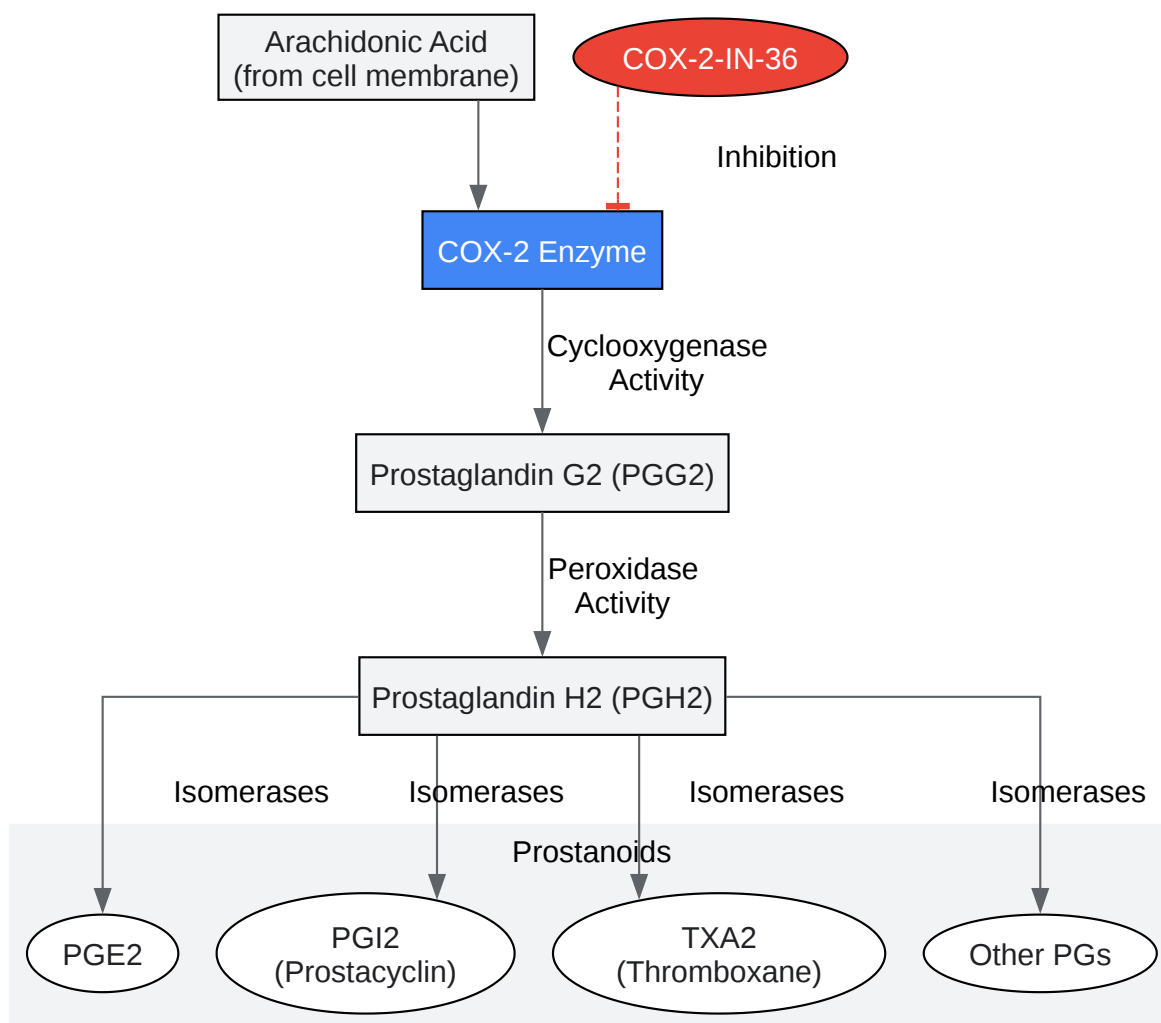 Arachidonic Acid
(from cell membrane)
COX-2-IN-36
Inhibition
COX-2 Enzyme
Cyclooxygenase
Activity
Prostaglandin G2 (PGG2)
Peroxidase
Activity
Prostaglandin H2 (PGH2)
Isomerases
Isomerases
Isomerases
Isomerases
Prostanoids
PGE2
PGI2
(Prostacyclin)
TXA2
(Thromboxane)
Other PGs